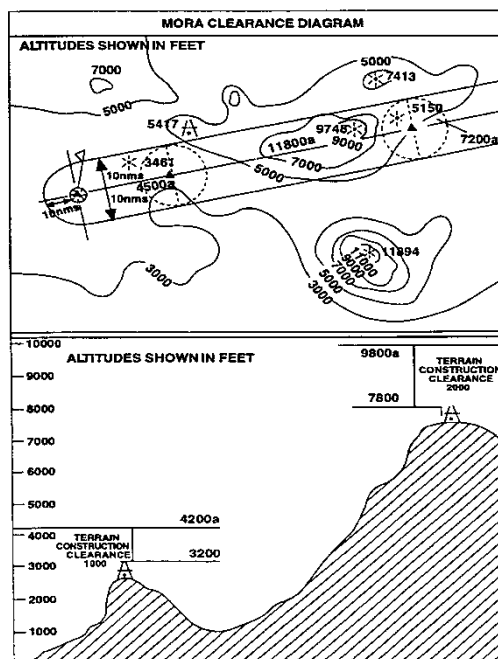 MORA CLEARANCE DIAGRAM
ALTITUDES SHOWN IN FEET
7000
5000
5000
7413
5417
5150
9748
11800a
9000
7200a
3461
7000
10nms
4500a
5000
10nms
10nms
3000
11894
11000
9000
7000
5000
3000
10000
ALTITUDES SHOWN IN FEET
9800a
TERRAIN
CONSTRUCTION
CLEARANCE
2000
9000
7800
8000
7000
6000
5000
4200a
4000
TERRAIN
CONSTRUCTION
CLEARANCE
1000
3200
3000
2000
1000